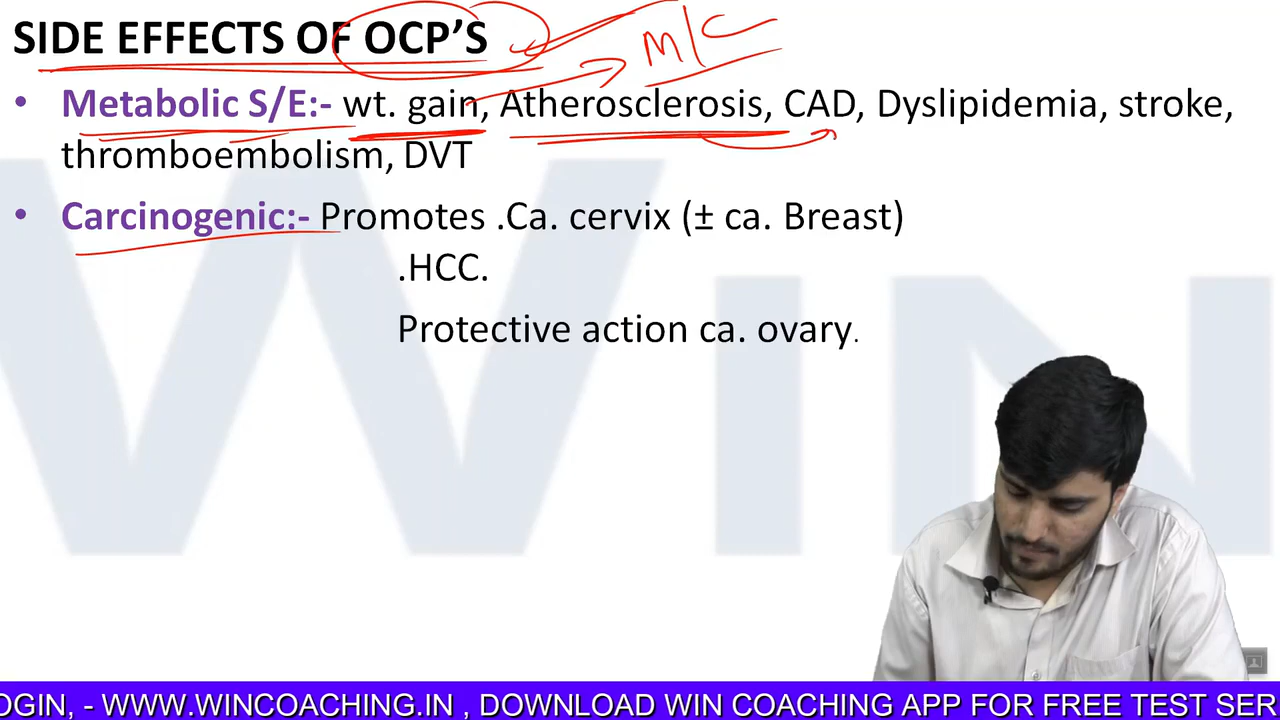 SIDE EFFECTS OF OCP'S
M/C
• Metabolic S/E:- wt. gain, Atherosclerosis, CAD, Dyslipidemia, stroke,
thromboembolism, DVT
• Carcinogenic:- Promotes .Ca. cervix (± ca. Breast)
.HCC.
Protective action ca. ovary.
WIN
OGIN, - WWW.WINCOACHING.IN , DOWNLOAD WIN COACHING APP FOR FREE TEST SER